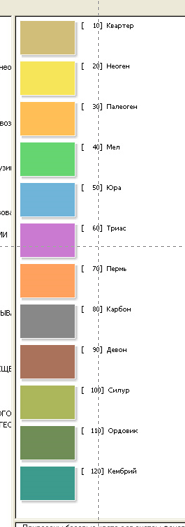 [ 10] Квартер
[ 20] Неоген
[ 30] Палеоген
[ 40] Мел
[ 50] Юра
[ 60] Триас
[ 70] Пермь
[ 80] Карбон
[ 90] Девон
[ 100] Силур
[ 110] Ордовик
[ 120] Кембрий